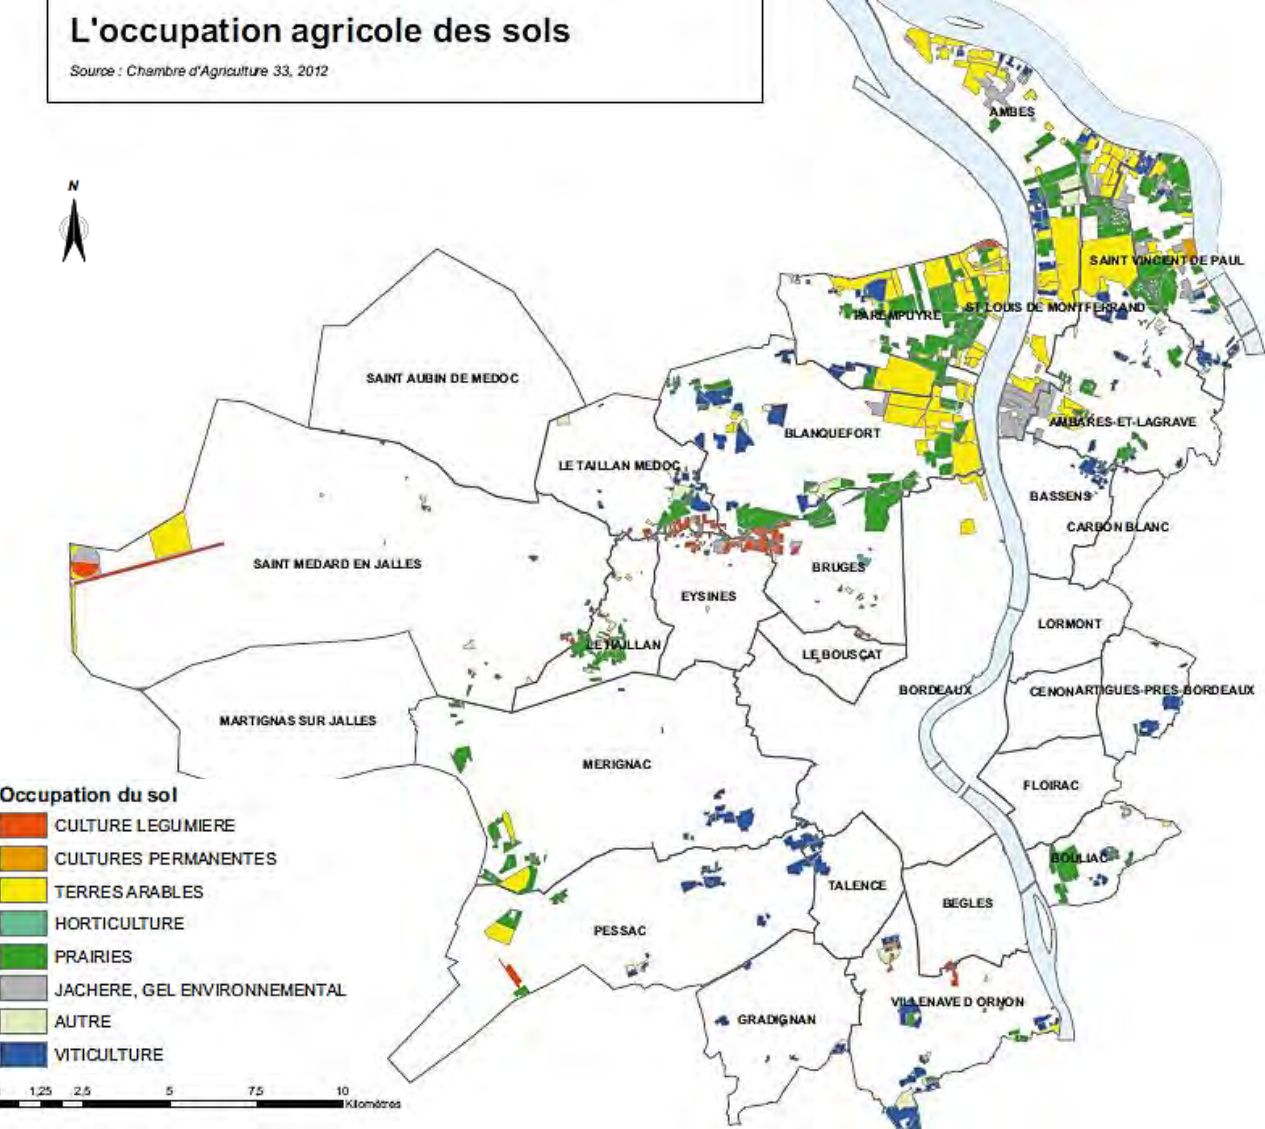 L'occupation agricole des sols
Source : Chambre d'Agriculture 33, 2012
N
AMBES
SAINT VINCENT DE PAUL
PAREMPUYRE
ST LOUIS DE MONTFERRAND
SAINT AUBIN DE MEDOC
BLANQUEFORT
AMBARES-ET-LAGRAVE
LE TAILLAN MEDOC
BASSENS
CARBON BLANC
SAINT MEDARD EN JALLES
BRUGES
EYSINES
LORMONT
LE HAILLAN
LE BOUSCAT
BORDEAUX
CENON
ARTIGUES-PRES-BORDEAUX
MARTIGNAS SUR JALLES
MERIGNAC
FLOIRAC
BOULIAC
TALENCE
BEGLES
PESSAC
VILLENAVE D ORNON
GRADIGNAN
Occupation du sol
CULTURE LEGUMIERE
CULTURES PERMANENTES
TERRES ARABLES
HORTICULTURE
PRAIRIES
JACHERE, GEL ENVIRONNEMENTAL
AUTRE
VITICULTURE
1,25 2,5 5 7,5 10
Kilomètres